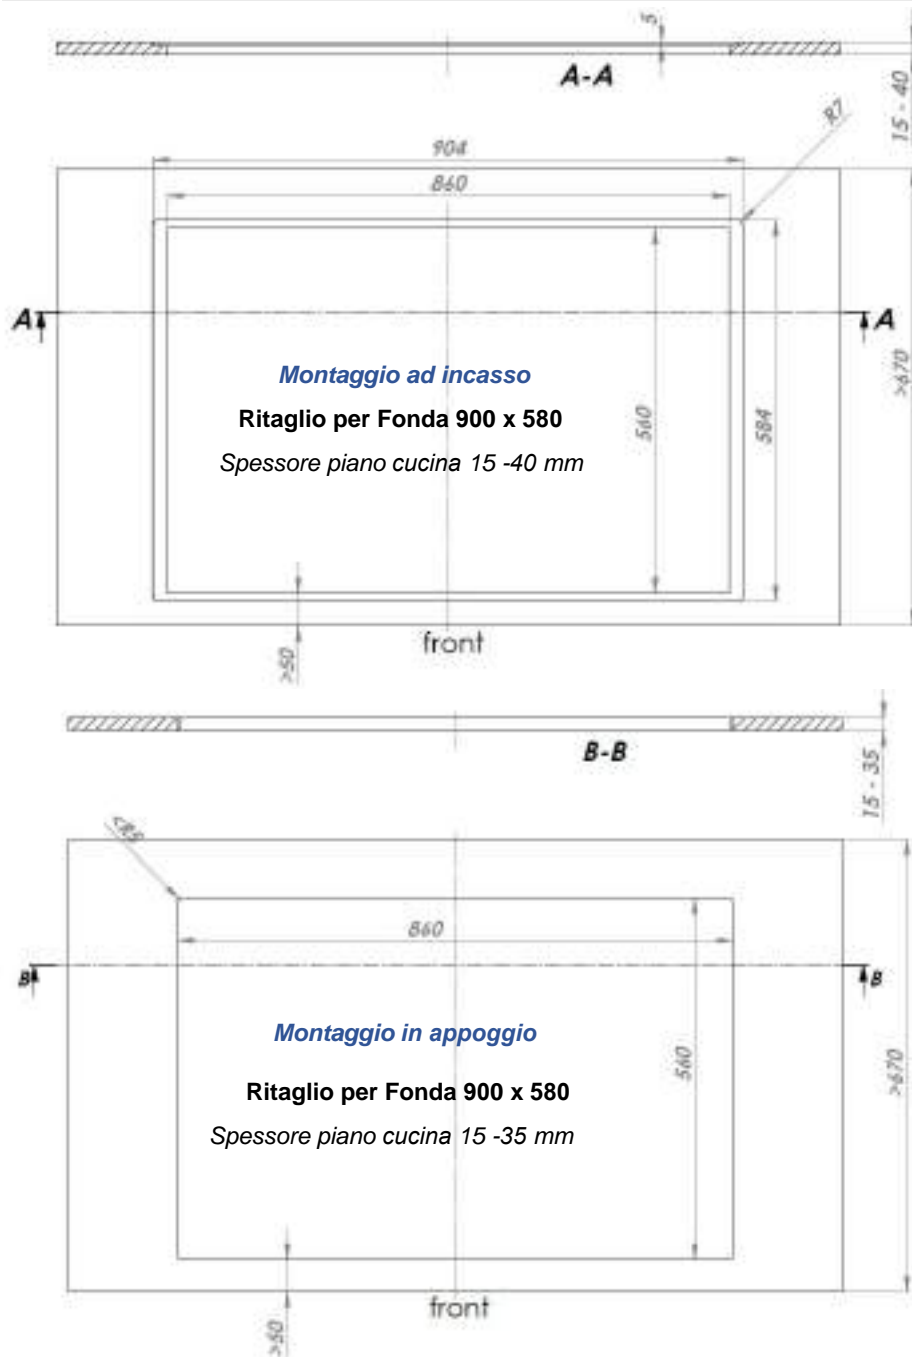 5
A-A
15 - 40
R7
904
860
A A
Montaggio ad incasso
Ritaglio per Fonda 900 x 580
Spessore piano cucina 15 -40 mm
560
584
>670
front
>50
B-B
15 - 35
<R5
860
B B
Montaggio in appoggio
Ritaglio per Fonda 900 x 580
Spessore piano cucina 15 -35 mm
560
>670
front
>50